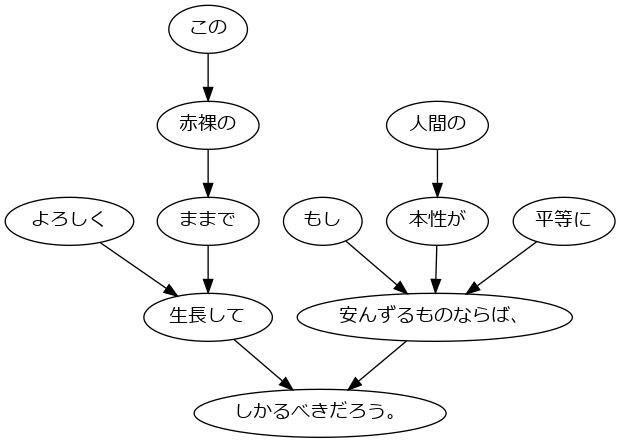 この
赤裸の
人間の
よろしく
ままで
もし
本性が
平等に
生長して
安んずるものならば、
しかるべきだろう。